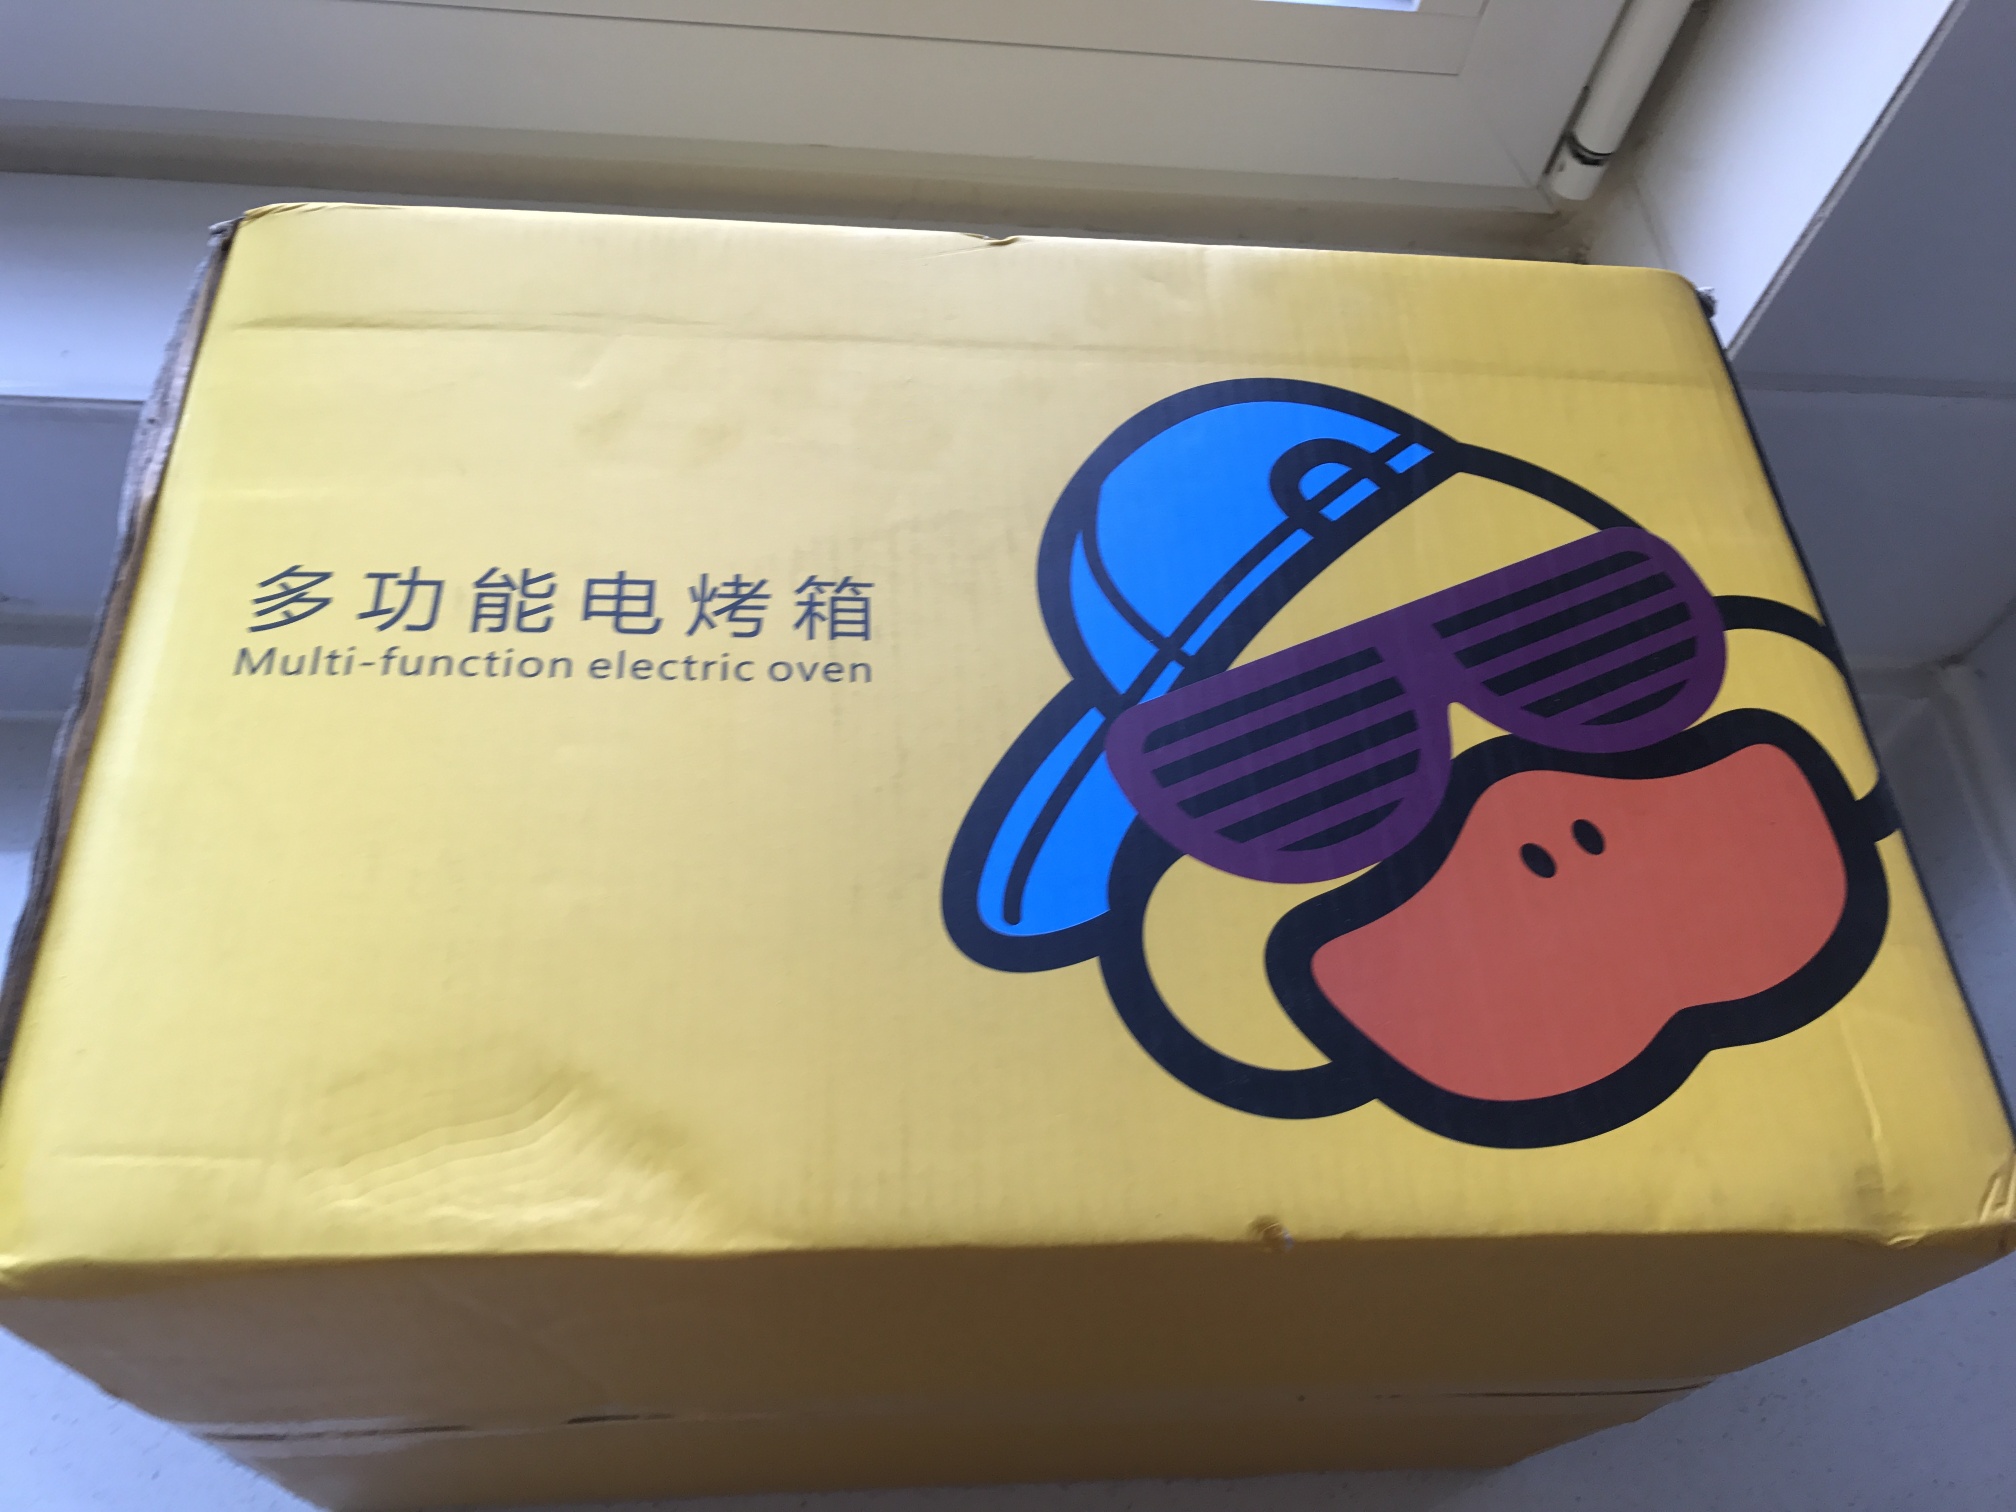 多功能电烤箱
Multi-function electric oven